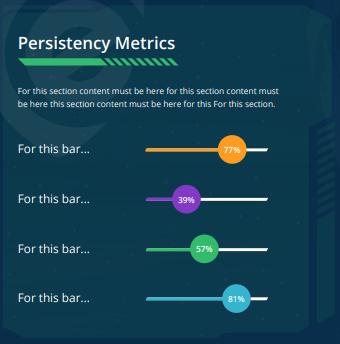 Persistency Metrics
For this section content must be here for this section content must
be here this section content must be here for this For this section.
For this bar... 77%
For this bar... 39%
For this bar... 57%
For this bar... 81%